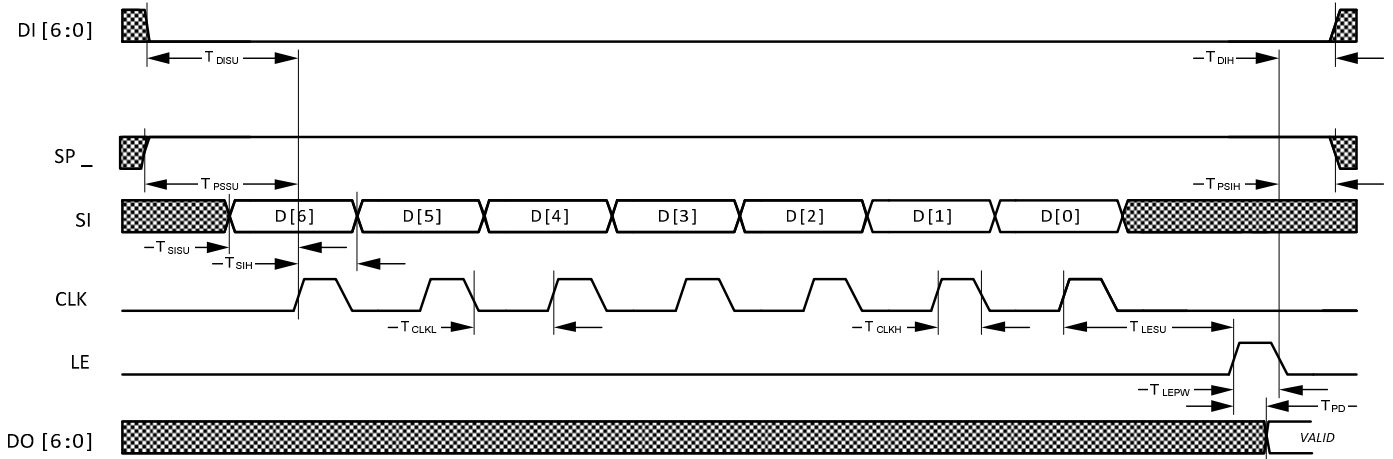 DI [6:0]
T DISU
T DIH
SP _
T PSSU
T PSIH
SI
D[6] D[5] D[4] D[3] D[2] D[1] D[0]
T SISU
T SIH
CLK
T CLKL
T CLKH
T LESU
LE
T LEPW
T PD
DO [6:0]
VALID